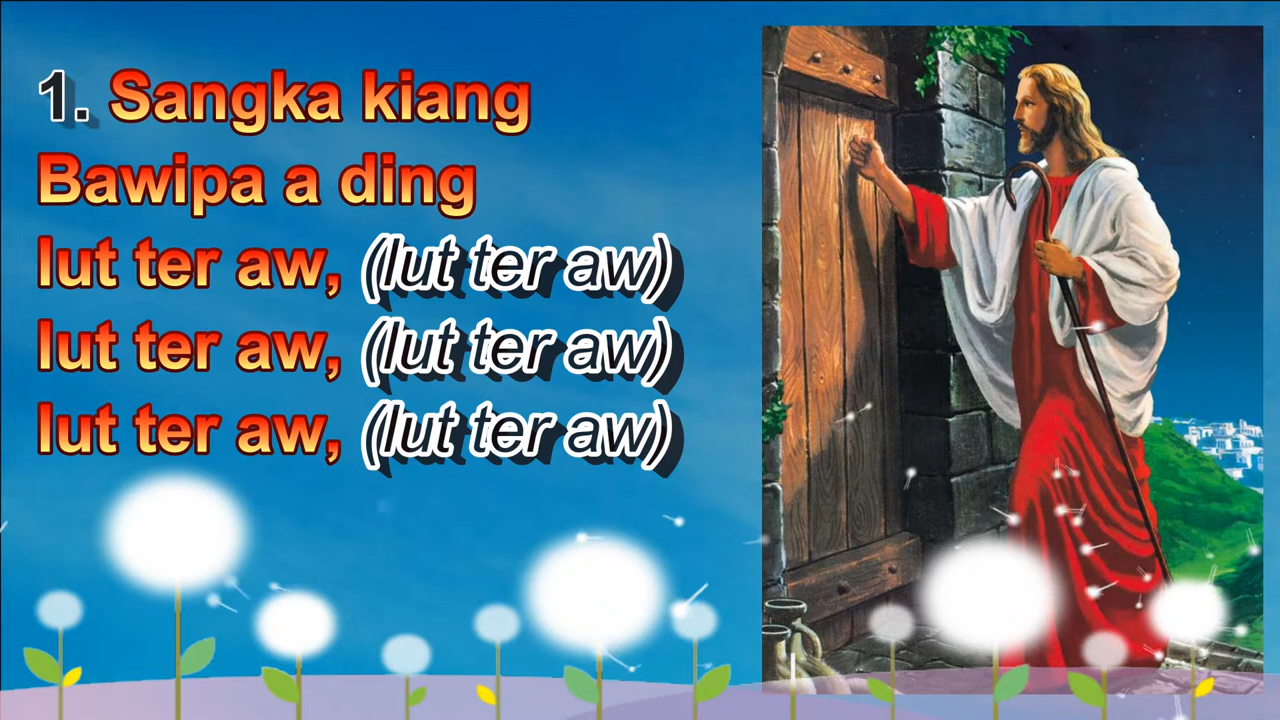 1. Sangka kiang
Bawipa a ding
lut ter aw, (lut ter aw)
lut ter aw, (lut ter aw)
lut ter aw, (lut ter aw)